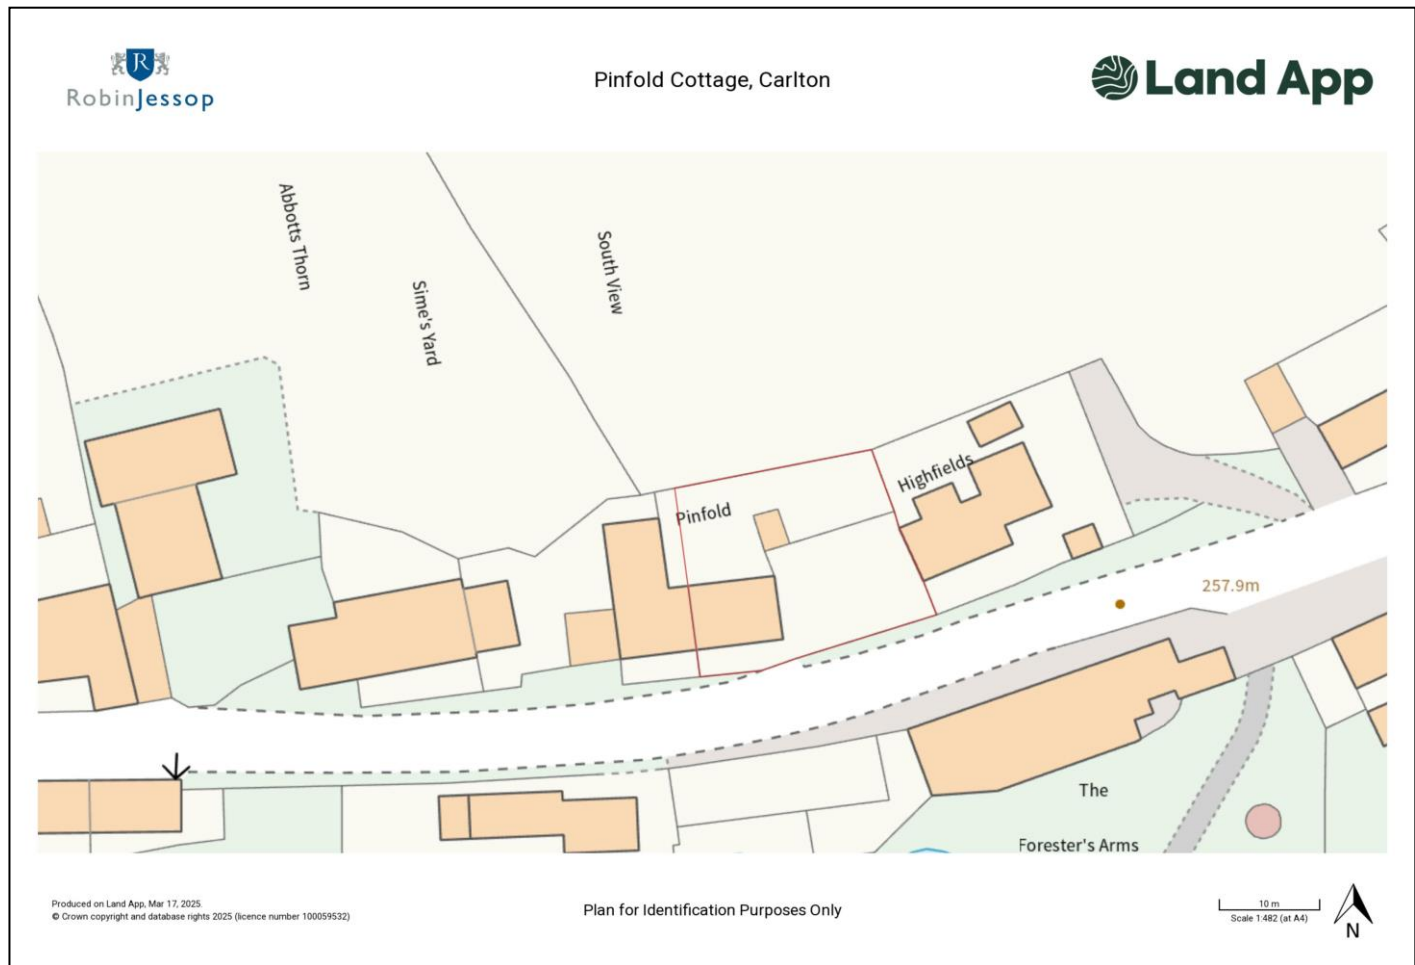 JR
RobinJessop
Pinfold Cottage, Carlton
Land App
Abbotts Thorn
Sime's Yard
South View
Highfields
Pinfold
257.9m
The
Forester's Arms
Produced on Land App, Mar 17, 2025.
© Crown copyright and database rights 2025 (licence number 100059532)
Plan for Identification Purposes Only
10 m
Scale 1:482 (at A4)
N